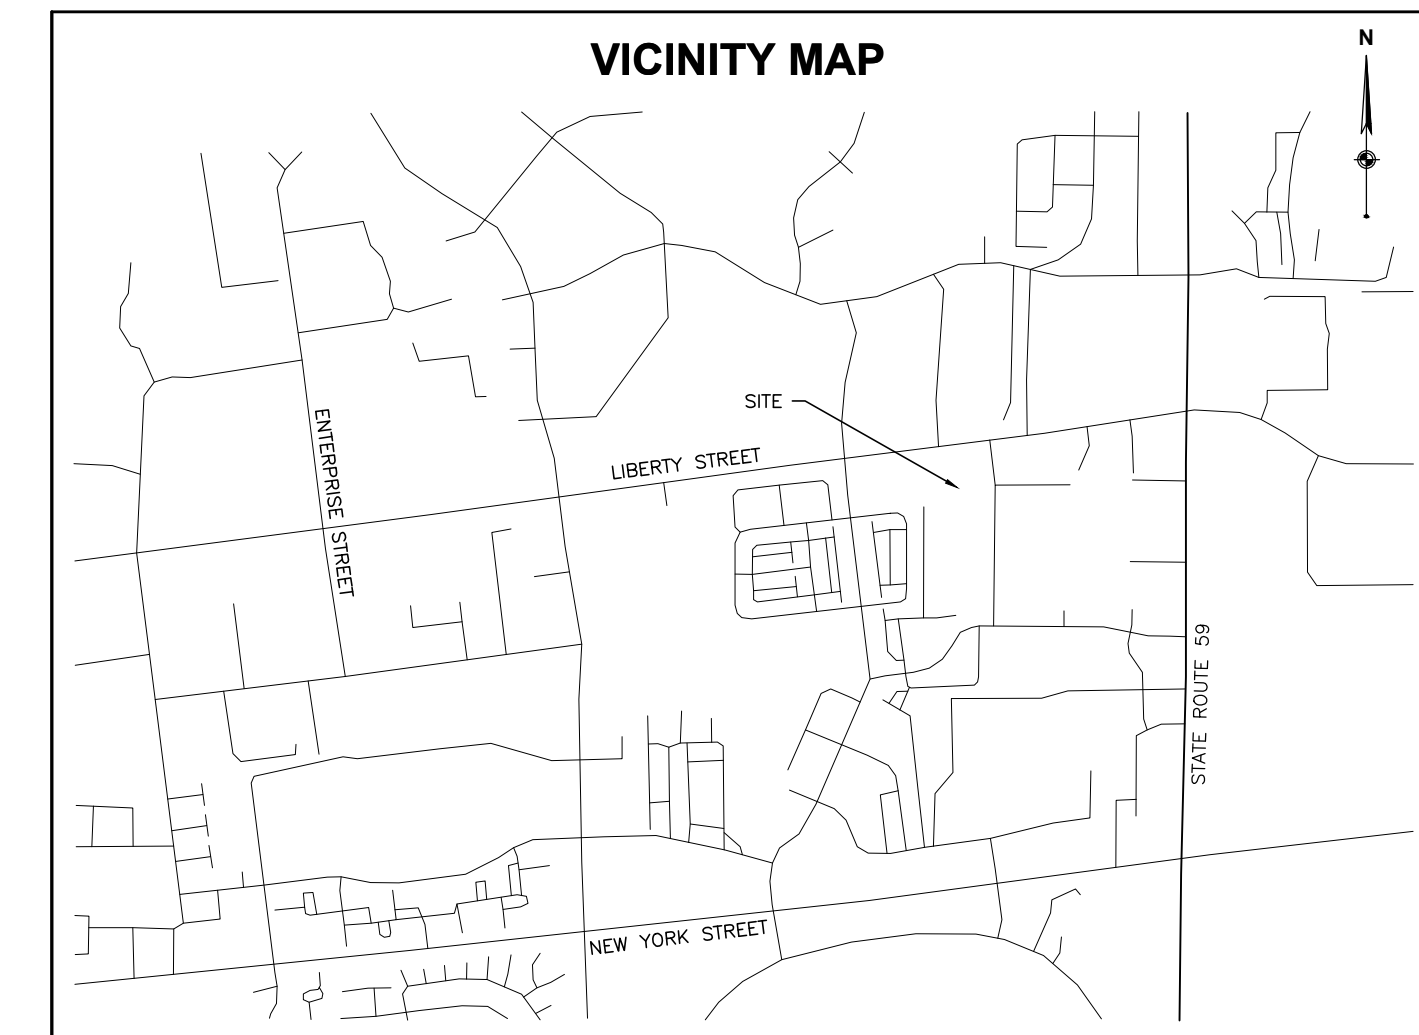 VICINITY MAP
N
SITE
ENTERPRISE STREET
LIBERTY STREET
STATE ROUTE 59
NEW YORK STREET